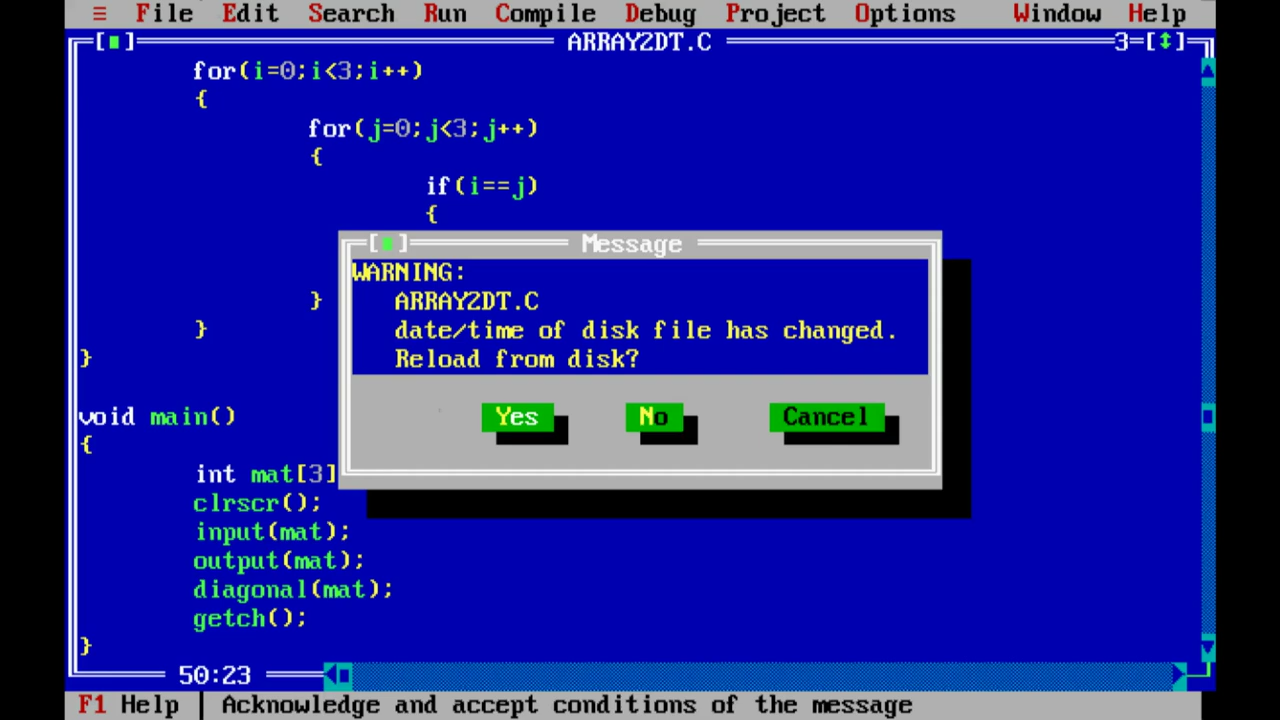 ≡ File Edit Search Run Compile Debug Project Options Window Help
[■] ARRAY2DT.C 3=[↕]
for(i=0;i<3;i++)
{
for(j=0;j<3;j++)
{
if(i==j)
{
[■] Message
WARNING:
ARRAY2DT.C
date/time of disk file has changed.
Reload from disk?
Yes No Cancel
}
}
}
void main()
{
int mat[3]
clrscr();
input(mat);
output(mat);
diagonal(mat);
getch();
}
50:23
F1 Help │ Acknowledge and accept conditions of the message